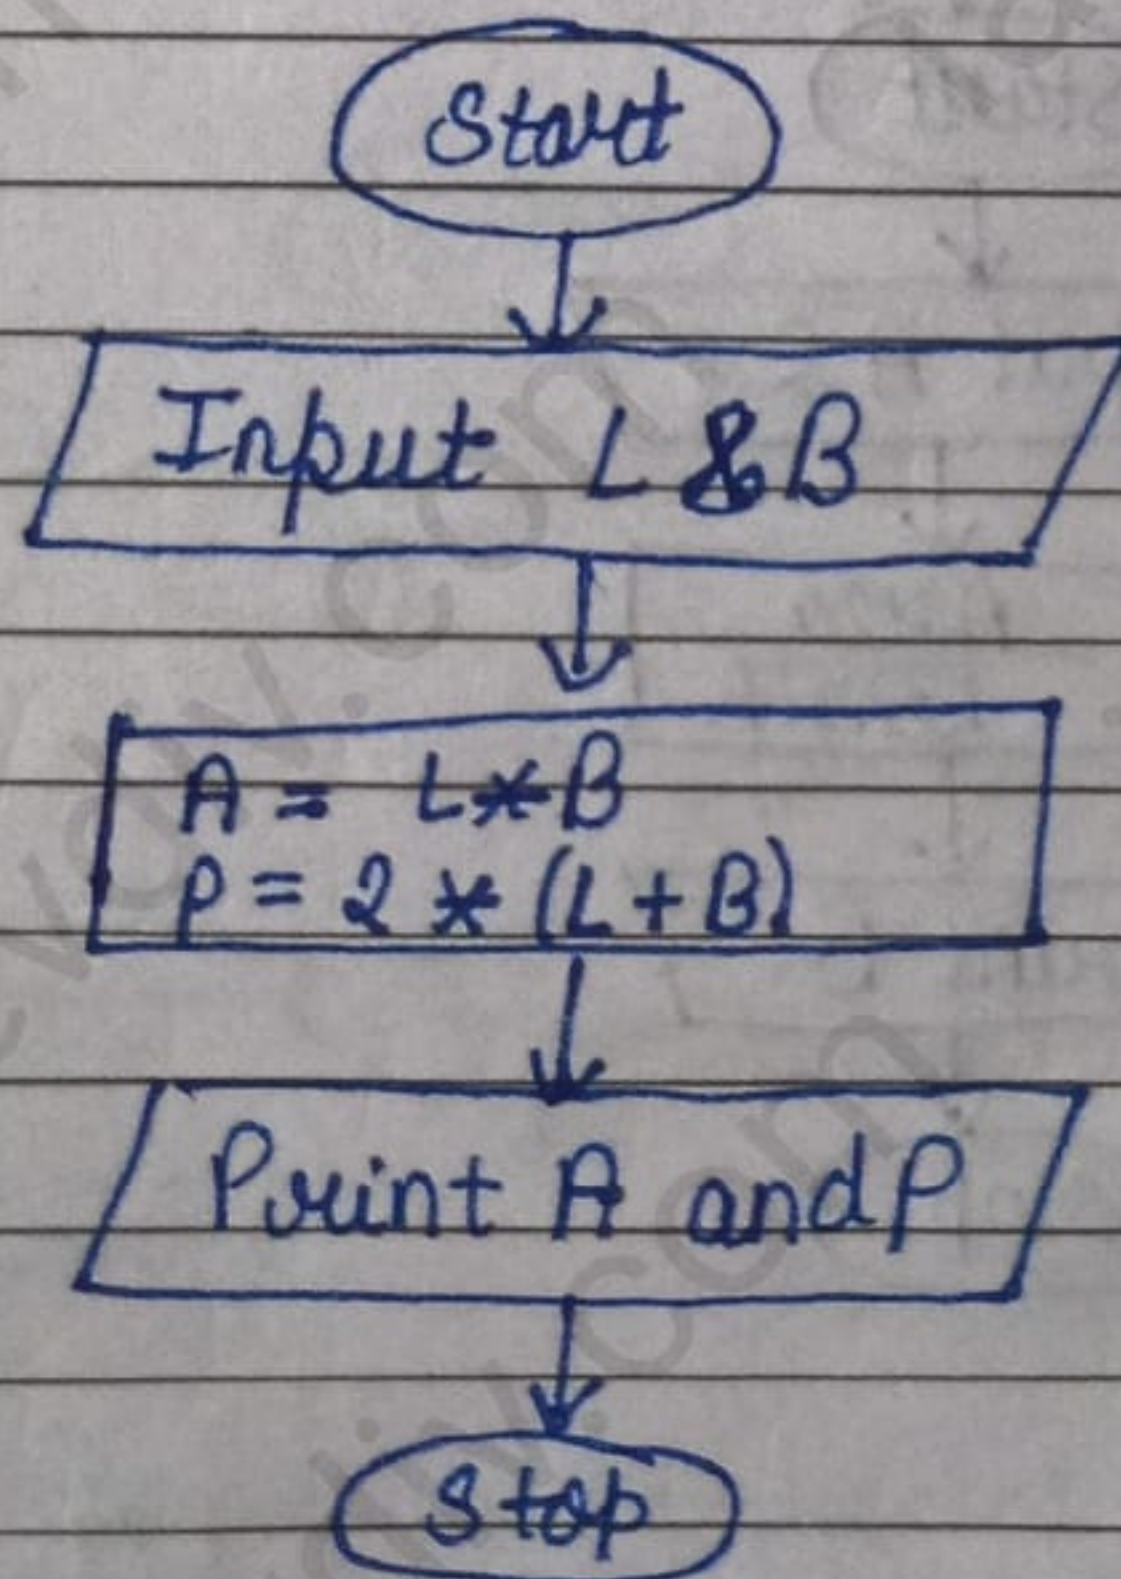 Start
Input L & B
A = L * B
P = 2 * (L + B)
Print A and P
Stop